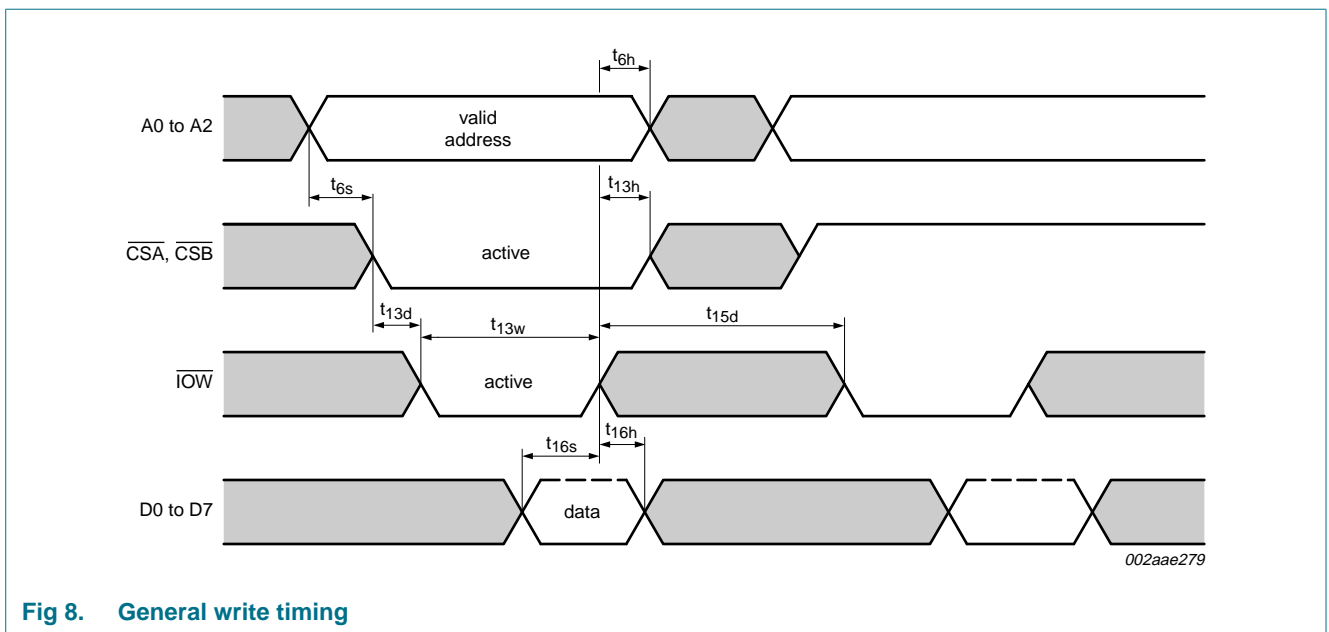 t6h
A0 to A2
valid
address
t6s
t13h
CSA, CSB
active
t13d
t13w
t15d
IOW
active
t16s
t16h
D0 to D7
data
002aae279
Fig 8. General write timing